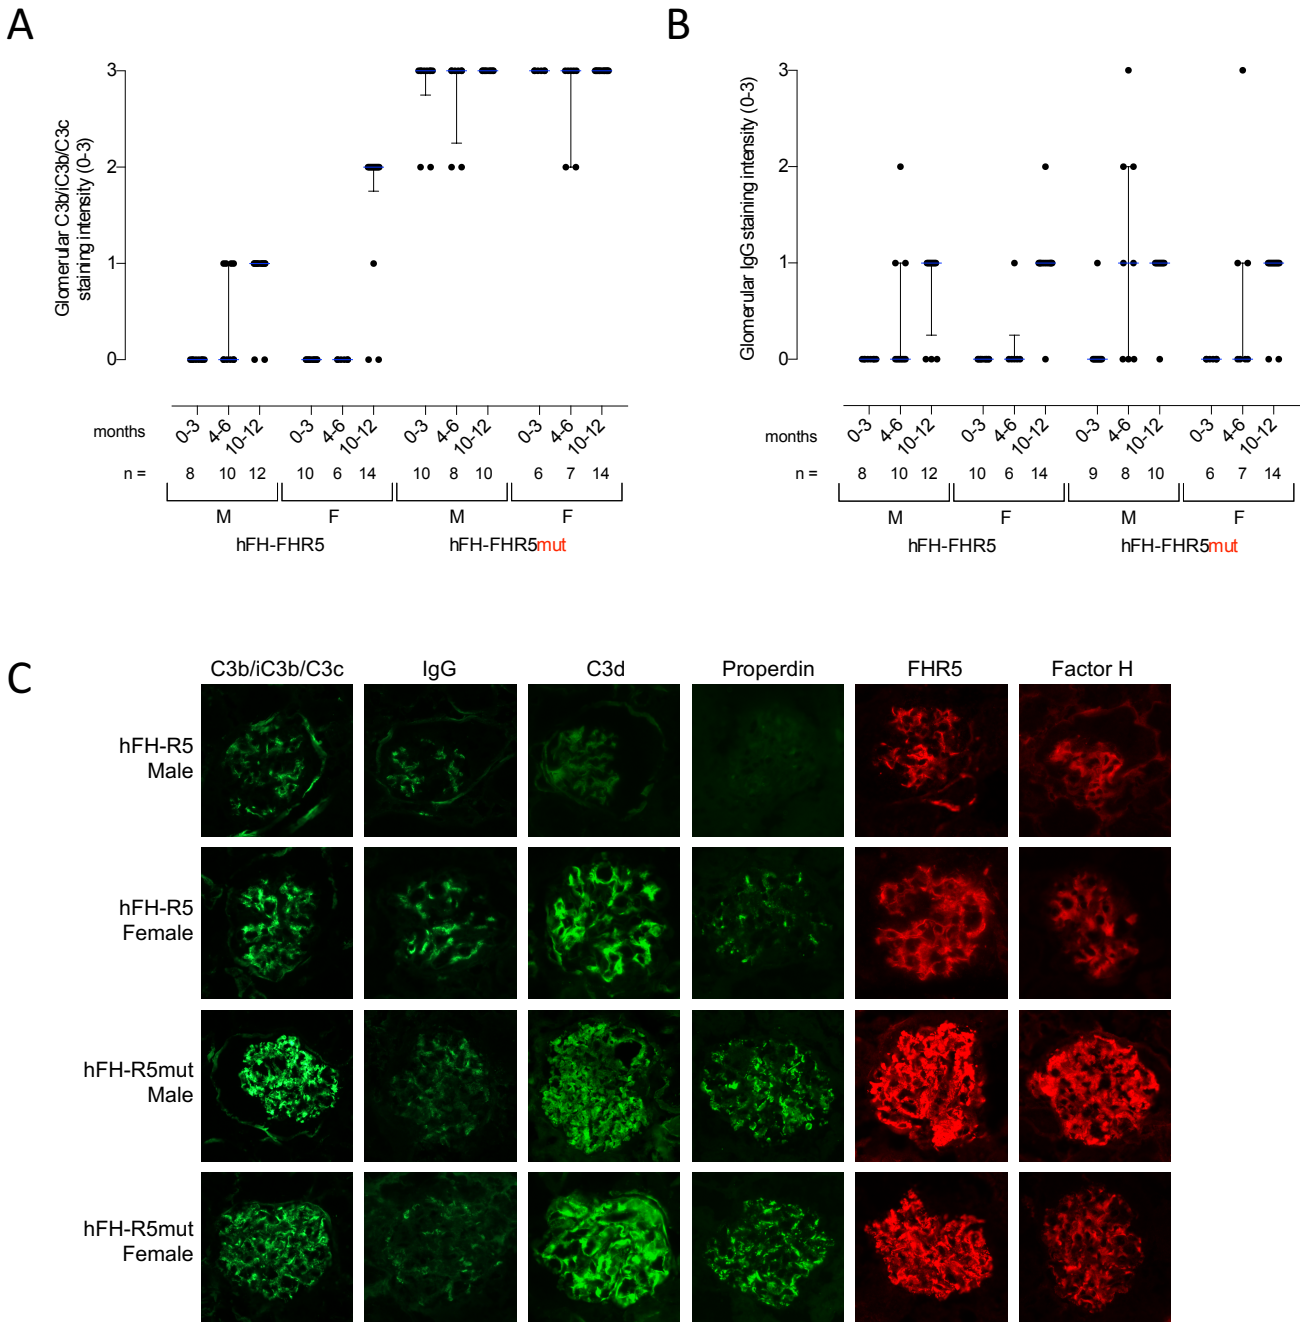 A
Glomerular C3b/iC3b/C3c
staining intensity (0-3)
3
2
1
0
months
0-3
4-6
10-12
0-3
4-6
10-12
0-3
4-6
10-12
0-3
4-6
10-12
n = 8 10 12 10 6 14 10 8 10 6 7 14
M F M F
hFH-FHR5 hFH-FHR5mut
B
Glomerular IgG staining intensity (0-3)
3
2
1
0
months
0-3
4-6
10-12
0-3
4-6
10-12
0-3
4-6
10-12
0-3
4-6
10-12
n = 8 10 12 10 6 14 9 8 10 6 7 14
M F M F
hFH-FHR5 hFH-FHR5mut
C
C3b/iC3b/C3c IgG C3d Properdin FHR5 Factor H
hFH-R5
Male
hFH-R5
Female
hFH-R5mut
Male
hFH-R5mut
Female